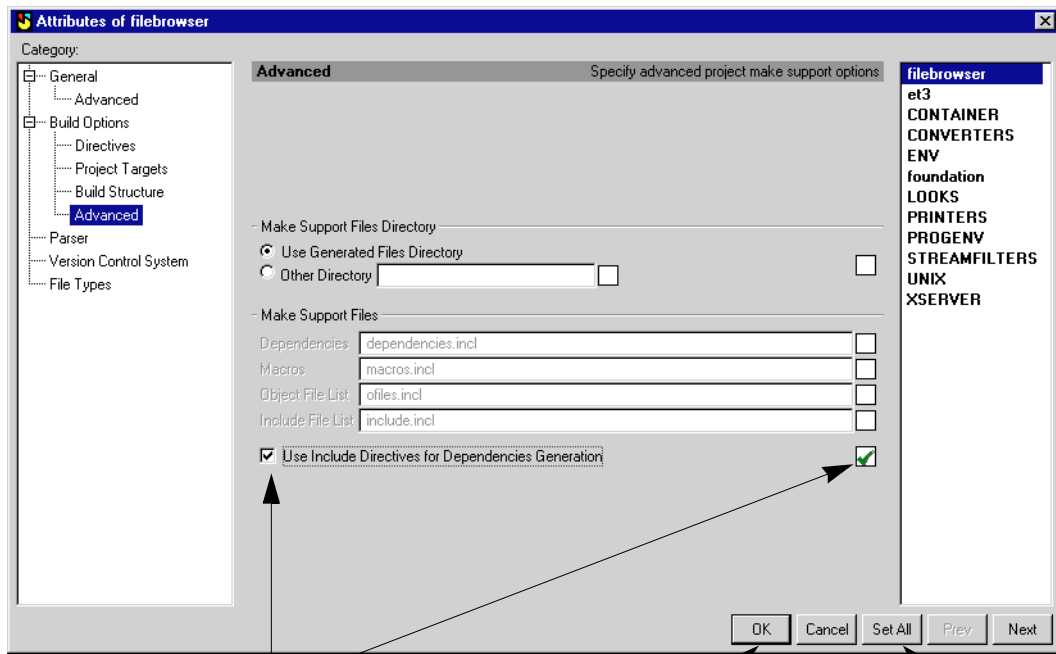 Attributes of filebrowser
Category:
General
Advanced
Build Options
Directives
Project Targets
Build Structure
Advanced
Parser
Version Control System
File Types
Advanced Specify advanced project make support options
Make Support Files Directory
Use Generated Files Directory
Other Directory
Make Support Files
Dependencies dependencies.incl
Macros macros.incl
Object File List ofiles.incl
Include File List include.incl
Use Include Directives for Dependencies Generation
filebrowser
et3
CONTAINER
CONVERTERS
ENV
foundation
LOOKS
PRINTERS
PROGENV
STREAMFILTERS
UNIX
XSERVER
OK Cancel Set All Prev Next